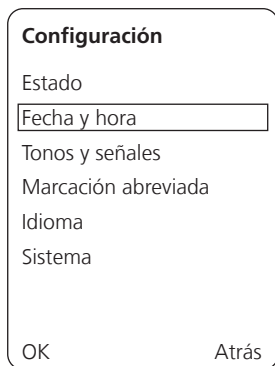 Configuración
Estado
Fecha y hora
Tonos y señales
Marcación abreviada
Idioma
Sistema
OK Atrás